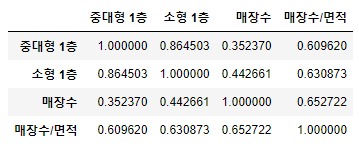 중대형 1층 소형 1층 매장수 매장수/면적
중대형 1층 1.000000 0.864503 0.352370 0.609620
소형 1층 0.864503 1.000000 0.442661 0.630873
매장수 0.352370 0.442661 1.000000 0.652722
매장수/면적 0.609620 0.630873 0.652722 1.000000